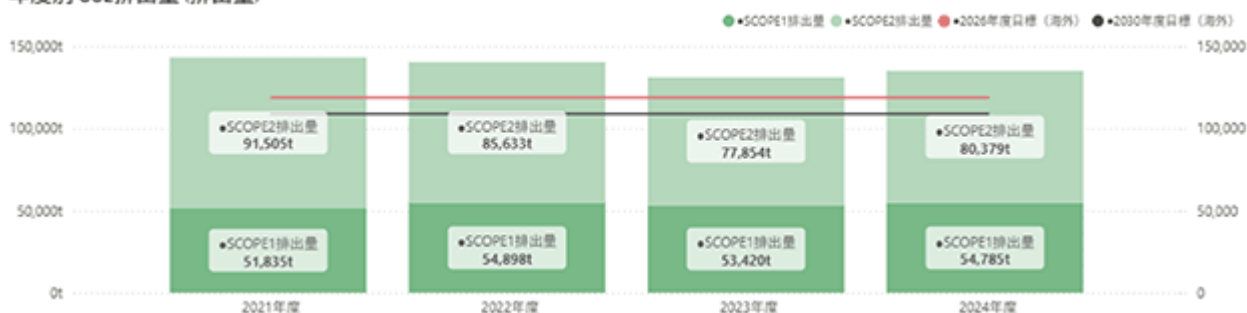 ●SCOPE1排出量 ●SCOPE2排出量 ●2026年度目標（海外） ●2030年度目標（海外）
150,000t 150,000
100,000t 100,000
50,000t 50,000
0t 0
●SCOPE2排出量
91,505t
●SCOPE2排出量
85,633t
●SCOPE2排出量
77,854t
●SCOPE2排出量
80,379t
●SCOPE1排出量
51,835t
●SCOPE1排出量
54,898t
●SCOPE1排出量
53,420t
●SCOPE1排出量
54,785t
2021年度 2022年度 2023年度 2024年度